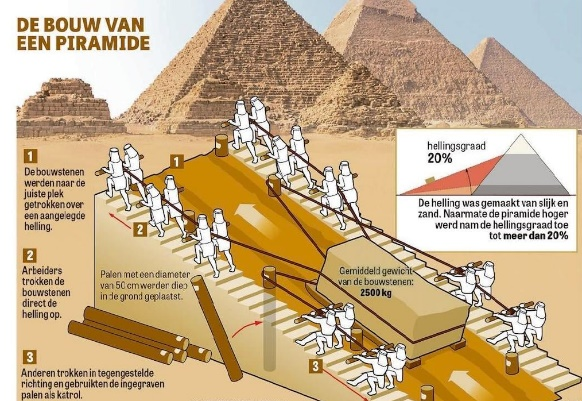 DE BOUW VAN
EEN PIRAMIDE
1
De bouwstenen
werden naar de
juiste plek
getrokken over
een aangelegde
helling.
2
Arbeiders
trokken de
bouwstenen
direct de
helling op.
3
Anderen trokken in tegengestelde
richting en gebruikten de ingegraven
palen als katrol.
1
2
3
Palen met een diameter
van 50 cm werden diep
in de grond geplaatst.
Gemiddeld gewicht
van de bouwstenen:
2500 kg
hellingsgraad
20%
De helling was gemaakt van slijk en
zand. Naarmate de piramide hoger
werd nam de hellingsgraad toe
tot meer dan 20%